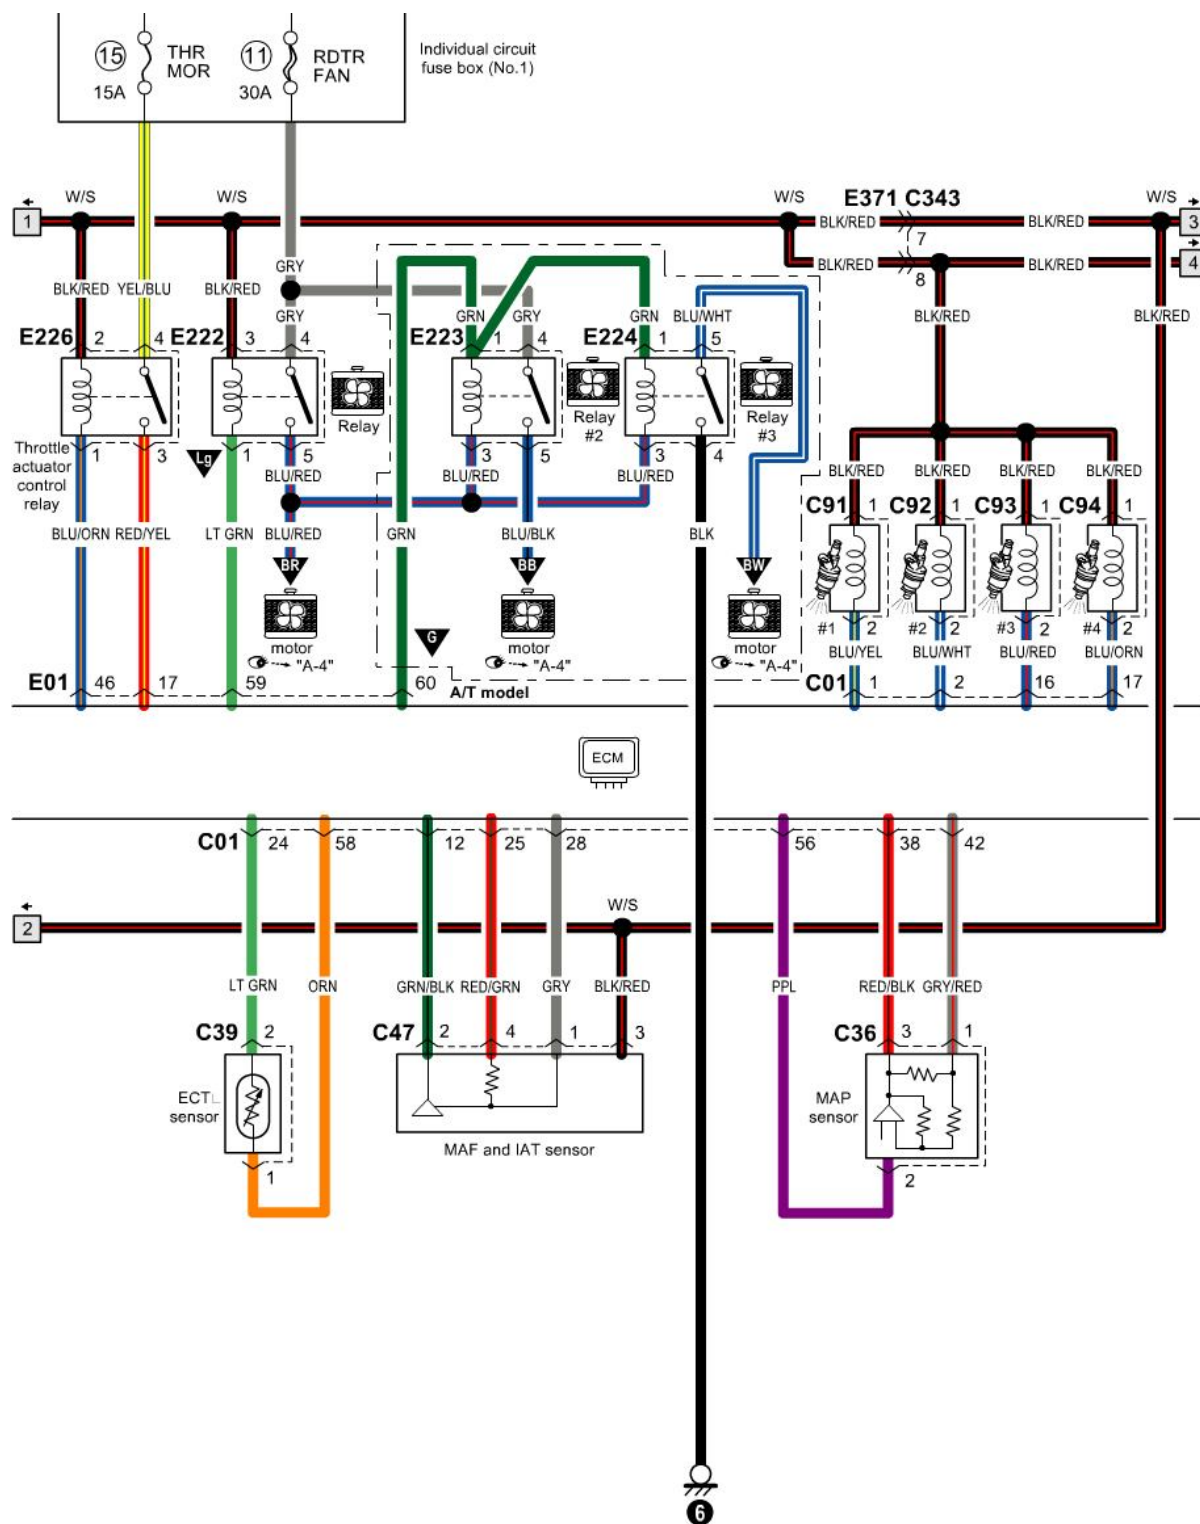 15 THR MOR 15A
11 RDTR FAN 30A
Individual circuit
fuse box (No.1)
W/S W/S W/S E371 C343 W/S
1 BLK/RED BLK/RED 3
7
BLK/RED BLK/RED 4
8
GRY
BLK/RED YEL/BLU BLK/RED GRY GRN GRY GRN BLU/WHT BLK/RED BLK/RED
E226 2 4 E222 3 4 E223 1 4 E224 1 5
Relay
Relay
#2
Relay
#3
Throttle
actuator
control
relay
1 3 Lg 1 5 3 5 3 4
BLU/RED BLU/RED BLU/RED
BLK/RED BLK/RED BLK/RED BLK/RED
C91 1 C92 1 C93 1 C94 1
BLU/ORN RED/YEL LT GRN BLU/RED GRN BLU/BLK BLK
BR BB BW
#1 2 #2 2 #3 2 #4 2
G
motor
"A-4"
motor
"A-4"
motor
"A-4"
BLU/YEL BLU/WHT BLU/RED BLU/ORN
E01 46 17 59 60 C01 1 2 16 17
A/T model
ECM
C01 24 58 12 25 28 56 38 42
W/S
2
LT GRN ORN GRN/BLK RED/GRN GRY BLK/RED PPL RED/BLK GRY/RED
C39 2 C47 2 4 1 3 C36 3 1
ECTL
sensor
MAP
sensor
MAF and IAT sensor
1 2
6